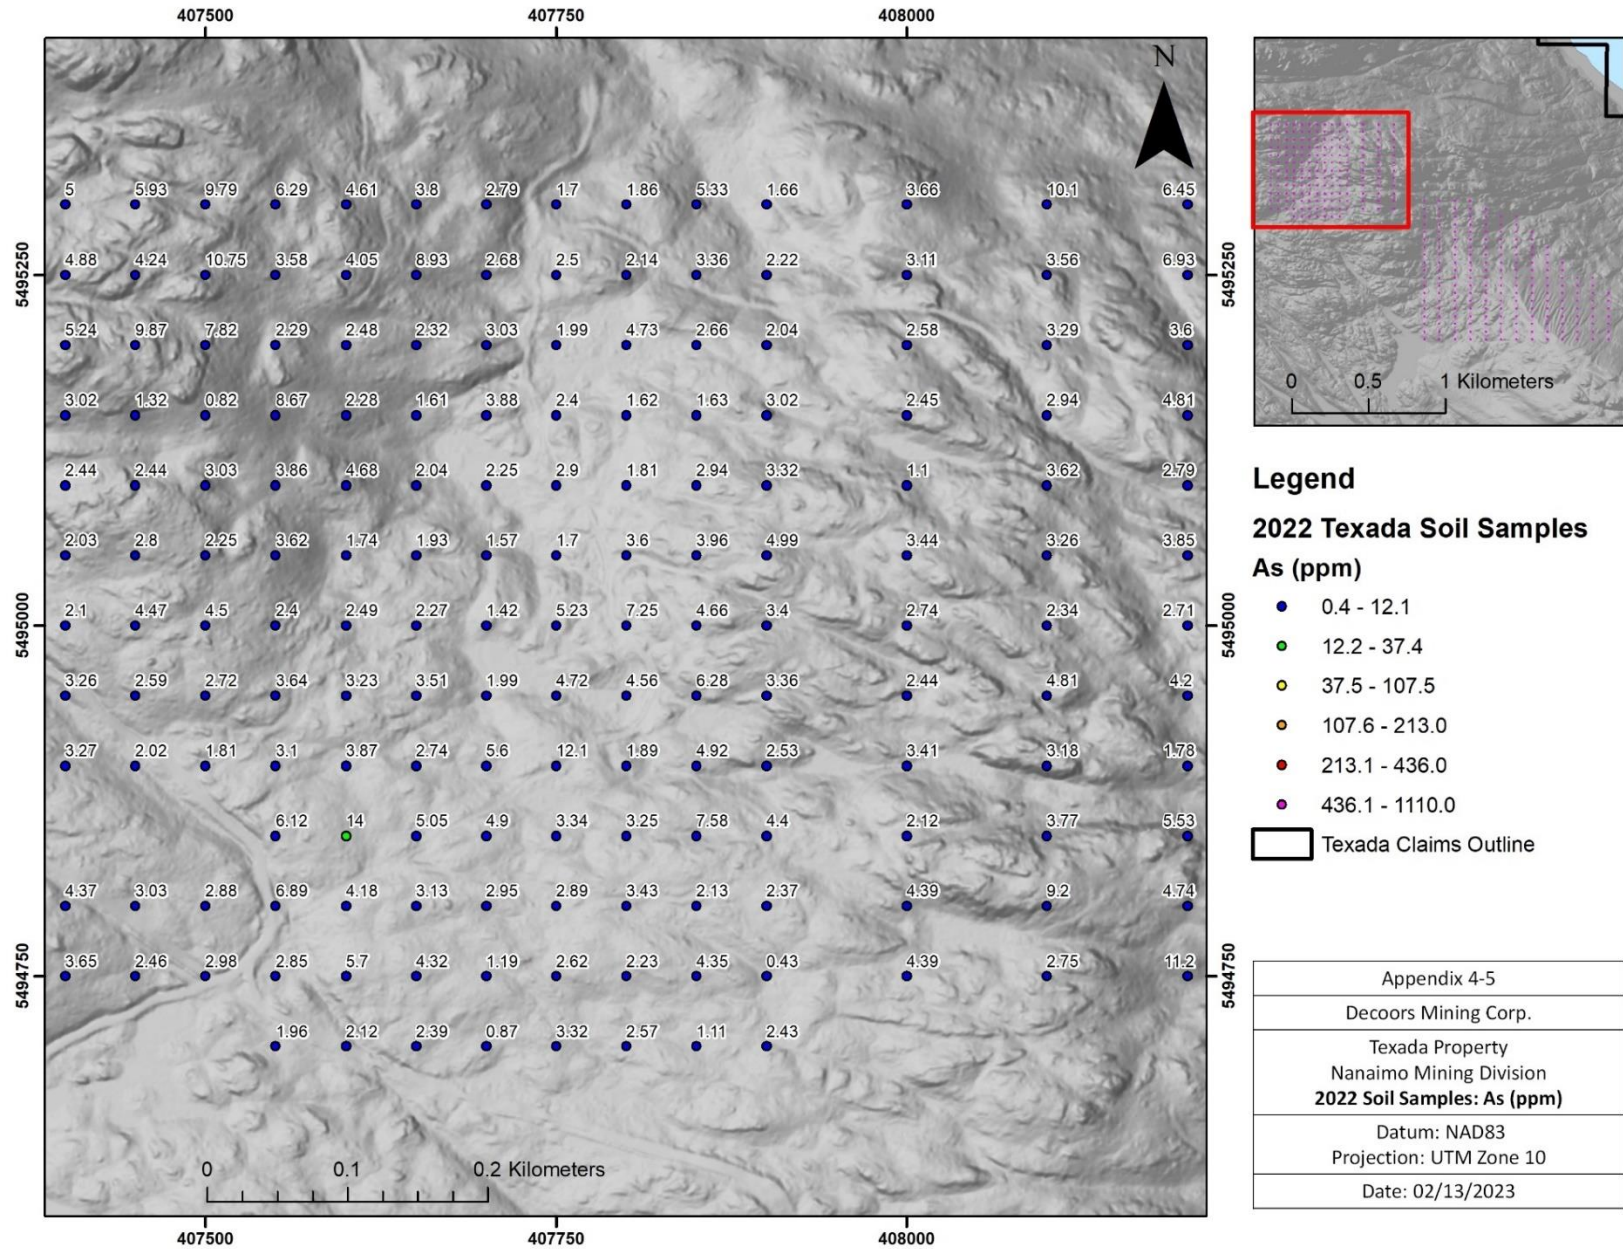 407500 407750 408000
N
5 5.93 9.79 6.29 4.61 3.8 2.79 1.7 1.86 5.33 1.66 3.66 10.1 6.45
5495250 5495250
4.88 4.24 10.75 3.58 4.05 8.93 2.68 2.5 2.14 3.36 2.22 3.11 3.56 6.93
5.24 9.87 7.82 2.29 2.48 2.32 3.03 1.99 4.73 2.66 2.04 2.58 3.29 3.6
3.02 1.32 0.82 8.67 2.28 1.61 3.88 2.4 1.62 1.63 3.02 2.45 2.94 4.81
2.44 2.44 3.03 3.86 4.68 2.04 2.25 2.9 1.81 2.94 3.32 1.1 3.62 2.79
2.03 2.8 2.25 3.62 1.74 1.93 1.57 1.7 3.6 3.96 4.99 3.44 3.26 3.85
5495000 5495000
2.1 4.47 4.5 2.4 2.49 2.27 1.42 5.23 7.25 4.66 3.4 2.74 2.34 2.71
3.26 2.59 2.72 3.64 3.23 3.51 1.99 4.72 4.56 6.28 3.36 2.44 4.81 4.2
3.27 2.02 1.81 3.1 3.87 2.74 5.6 12.1 1.89 4.92 2.53 3.41 3.18 1.78
6.12 14 5.05 4.9 3.34 3.25 7.58 4.4 2.12 3.77 5.53
4.37 3.03 2.88 6.89 4.18 3.13 2.95 2.89 3.43 2.13 2.37 4.39 9.2 4.74
5494750 5494750
3.65 2.46 2.98 2.85 5.7 4.32 1.19 2.62 2.23 4.35 0.43 4.39 2.75 11.2
1.96 2.12 2.39 0.87 3.32 2.57 1.11 2.43
0 0.1 0.2 Kilometers
407500 407750 408000
0 0.5 1 Kilometers
Legend
2022 Texada Soil Samples
As (ppm)
0.4 - 12.1
12.2 - 37.4
37.5 - 107.5
107.6 - 213.0
213.1 - 436.0
436.1 - 1110.0
Texada Claims Outline
Appendix 4-5
Decoors Mining Corp.
Texada Property
Nanaimo Mining Division
2022 Soil Samples: As (ppm)
Datum: NAD83
Projection: UTM Zone 10
Date: 02/13/2023